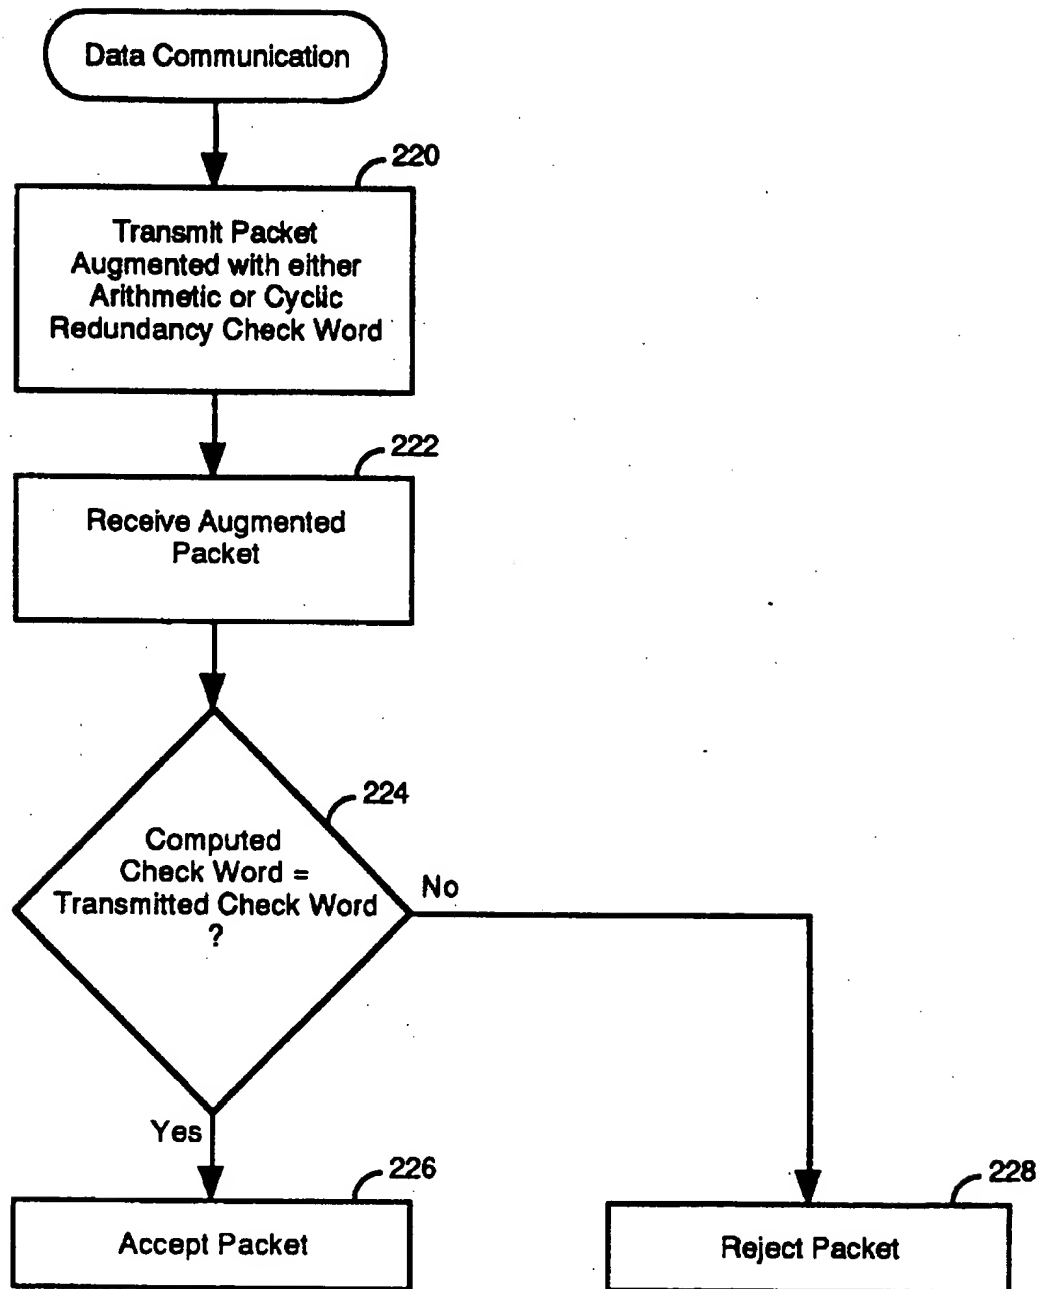 Data Communication
220
Transmit Packet
Augmented with either
Arithmetic or Cyclic
Redundancy Check Word
222
Receive Augmented
Packet
224
Computed
Check Word =
Transmitted Check Word
?
No
Yes
226
Accept Packet
228
Reject Packet